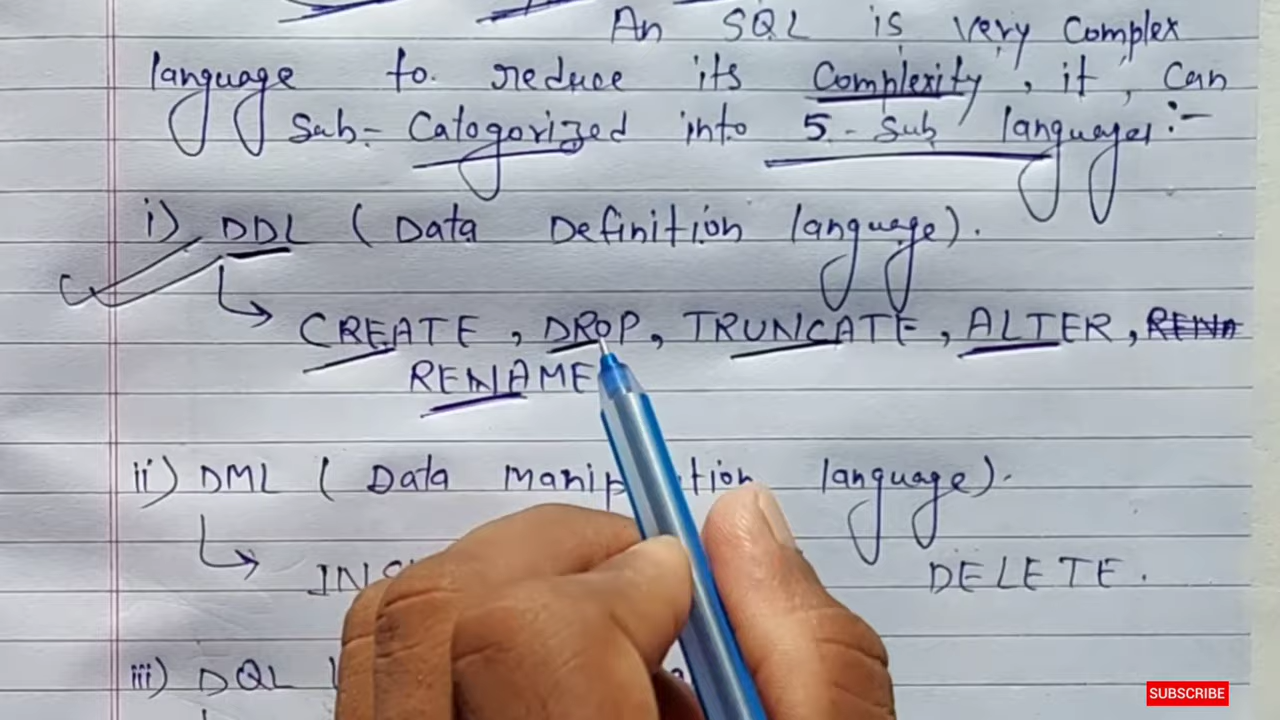 An SQL is very Complex
language to reduce its Complexity, it, can
Sub- Catogorized into 5-Sub languages:-
i) DDL (Data Definition language).
CREATE, DROP, TRUNCATE, ALTER,
RENAME
ii) DML (Data language).
DELETE.
iii) DQL (
SUBSCRIBE